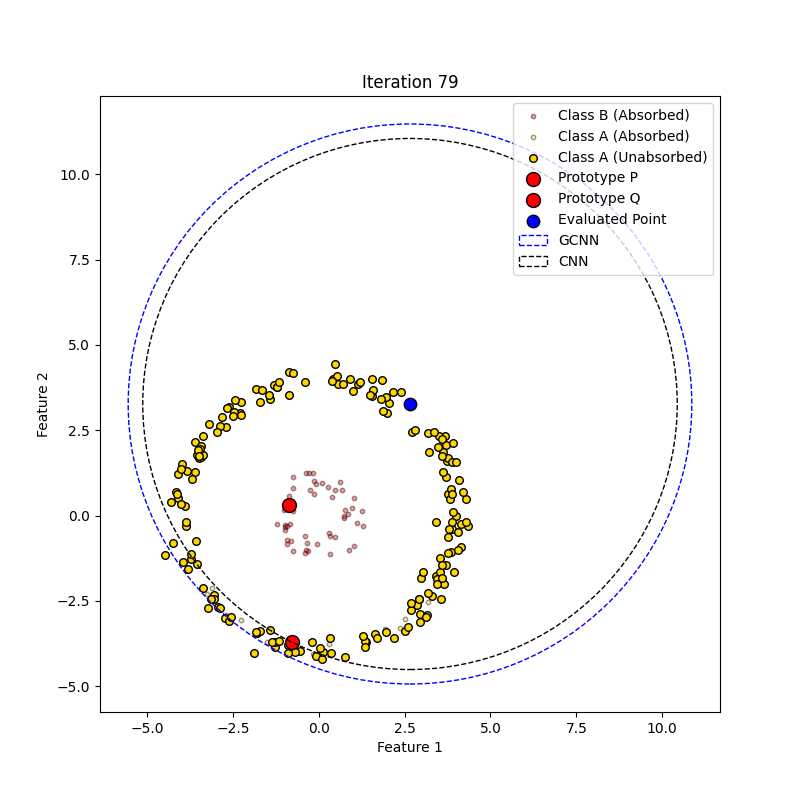 Iteration 79
Class B (Absorbed)
Class A (Absorbed)
Class A (Unabsorbed)
Prototype P
Prototype Q
Evaluated Point
GCNN
CNN
10.0
7.5
5.0
2.5
0.0
−2.5
−5.0
Feature 2
−5.0 −2.5 0.0 2.5 5.0 7.5 10.0
Feature 1